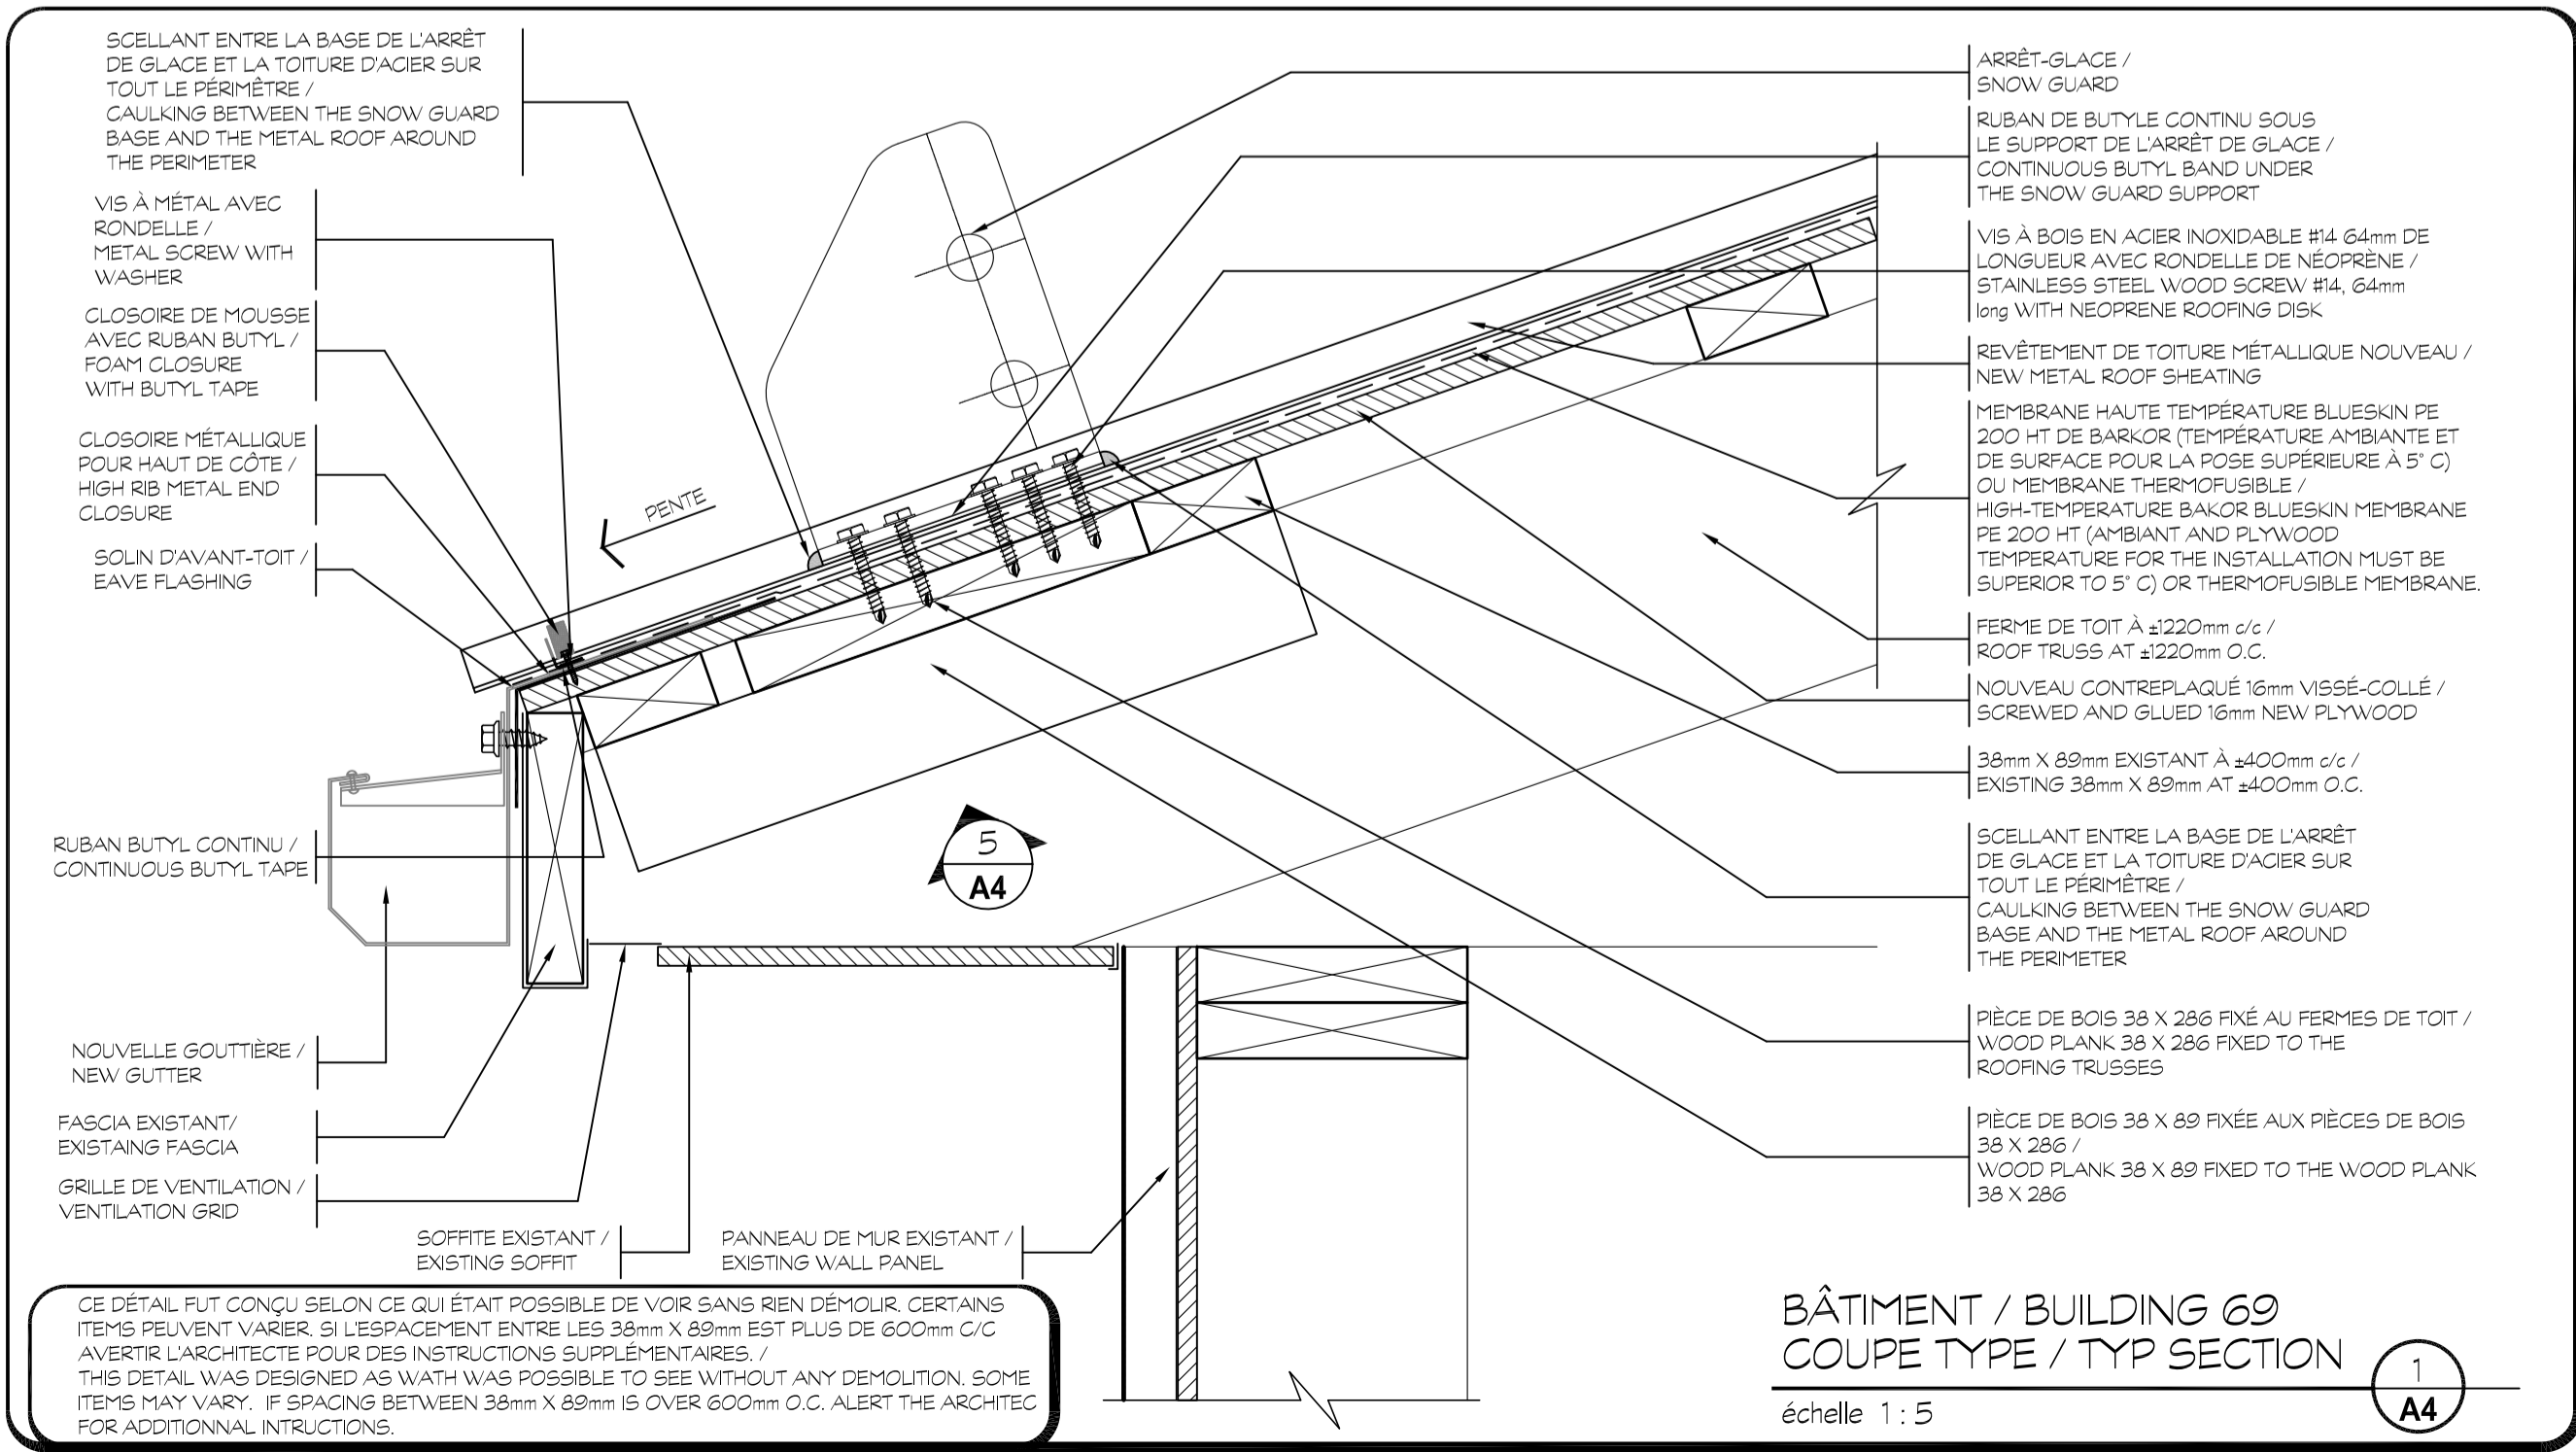 SCELLANT ENTRE LA BASE DE L'ARRÊT
DE GLACE ET LA TOITURE D'ACIER SUR
TOUT LE PÉRIMÊTRE /
CAULKING BETWEEN THE SNOW GUARD
BASE AND THE METAL ROOF AROUND
THE PERIMETER
VIS À MÉTAL AVEC
RONDELLE /
METAL SCREW WITH
WASHER
CLOSOIRE DE MOUSSE
AVEC RUBAN BUTYL /
FOAM CLOSURE
WITH BUTYL TAPE
CLOSOIRE MÉTALLIQUE
POUR HAUT DE CÔTE /
HIGH RIB METAL END
CLOSURE
SOLIN D'AVANT-TOIT /
EAVE FLASHING
RUBAN BUTYL CONTINU /
CONTINUOUS BUTYL TAPE
NOUVELLE GOUTTIÈRE /
NEW GUTTER
FASCIA EXISTANT/
EXISTAING FASCIA
GRILLE DE VENTILATION /
VENTILATION GRID
SOFFITE EXISTANT /
EXISTING SOFFIT
PANNEAU DE MUR EXISTANT /
EXISTING WALL PANEL
PENTE
5
A4
ARRÊT-GLACE /
SNOW GUARD
RUBAN DE BUTYLE CONTINU SOUS
LE SUPPORT DE L'ARRÊT DE GLACE /
CONTINUOUS BUTYL BAND UNDER
THE SNOW GUARD SUPPORT
VIS À BOIS EN ACIER INOXIDABLE #14 64mm DE
LONGUEUR AVEC RONDELLE DE NÉOPRÈNE /
STAINLESS STEEL WOOD SCREW #14, 64mm
long WITH NEOPRENE ROOFING DISK
REVÊTEMENT DE TOITURE MÉTALLIQUE NOUVEAU /
NEW METAL ROOF SHEATING
MEMBRANE HAUTE TEMPÉRATURE BLUESKIN PE
200 HT DE BARKOR (TEMPÉRATURE AMBIANTE ET
DE SURFACE POUR LA POSE SUPÉRIEURE À 5° C)
OU MEMBRANE THERMOFUSIBLE /
HIGH-TEMPERATURE BAKOR BLUESKIN MEMBRANE
PE 200 HT (AMBIANT AND PLYWOOD
TEMPERATURE FOR THE INSTALLATION MUST BE
SUPERIOR TO 5° C) OR THERMOFUSIBLE MEMBRANE.
FERME DE TOIT À ±1220mm c/c /
ROOF TRUSS AT ±1220mm O.C.
NOUVEAU CONTREPLAQUÉ 16mm VISSÉ-COLLÉ /
SCREWED AND GLUED 16mm NEW PLYWOOD
38mm X 89mm EXISTANT À ±400mm c/c /
EXISTING 38mm X 89mm AT ±400mm O.C.
SCELLANT ENTRE LA BASE DE L'ARRÊT
DE GLACE ET LA TOITURE D'ACIER SUR
TOUT LE PÉRIMÊTRE /
CAULKING BETWEEN THE SNOW GUARD
BASE AND THE METAL ROOF AROUND
THE PERIMETER
PIÈCE DE BOIS 38 X 286 FIXÉ AU FERMES DE TOIT /
WOOD PLANK 38 X 286 FIXED TO THE
ROOFING TRUSSES
PIÈCE DE BOIS 38 X 89 FIXÉE AUX PIÈCES DE BOIS
38 X 286 /
WOOD PLANK 38 X 89 FIXED TO THE WOOD PLANK
38 X 286
CE DÉTAIL FUT CONÇU SELON CE QUI ÉTAIT POSSIBLE DE VOIR SANS RIEN DÉMOLIR. CERTAINS
ITEMS PEUVENT VARIER. SI L'ESPACEMENT ENTRE LES 38mm X 89mm EST PLUS DE 600mm C/C
AVERTIR L'ARCHITECTE POUR DES INSTRUCTIONS SUPPLÉMENTAIRES. /
THIS DETAIL WAS DESIGNED AS WATH WAS POSSIBLE TO SEE WITHOUT ANY DEMOLITION. SOME
ITEMS MAY VARY. IF SPACING BETWEEN 38mm X 89mm IS OVER 600mm O.C. ALERT THE ARCHITEC
FOR ADDITIONNAL INTRUCTIONS.
BÂTIMENT / BUILDING 69
COUPE TYPE / TYP SECTION
échelle 1 : 5
1
A4